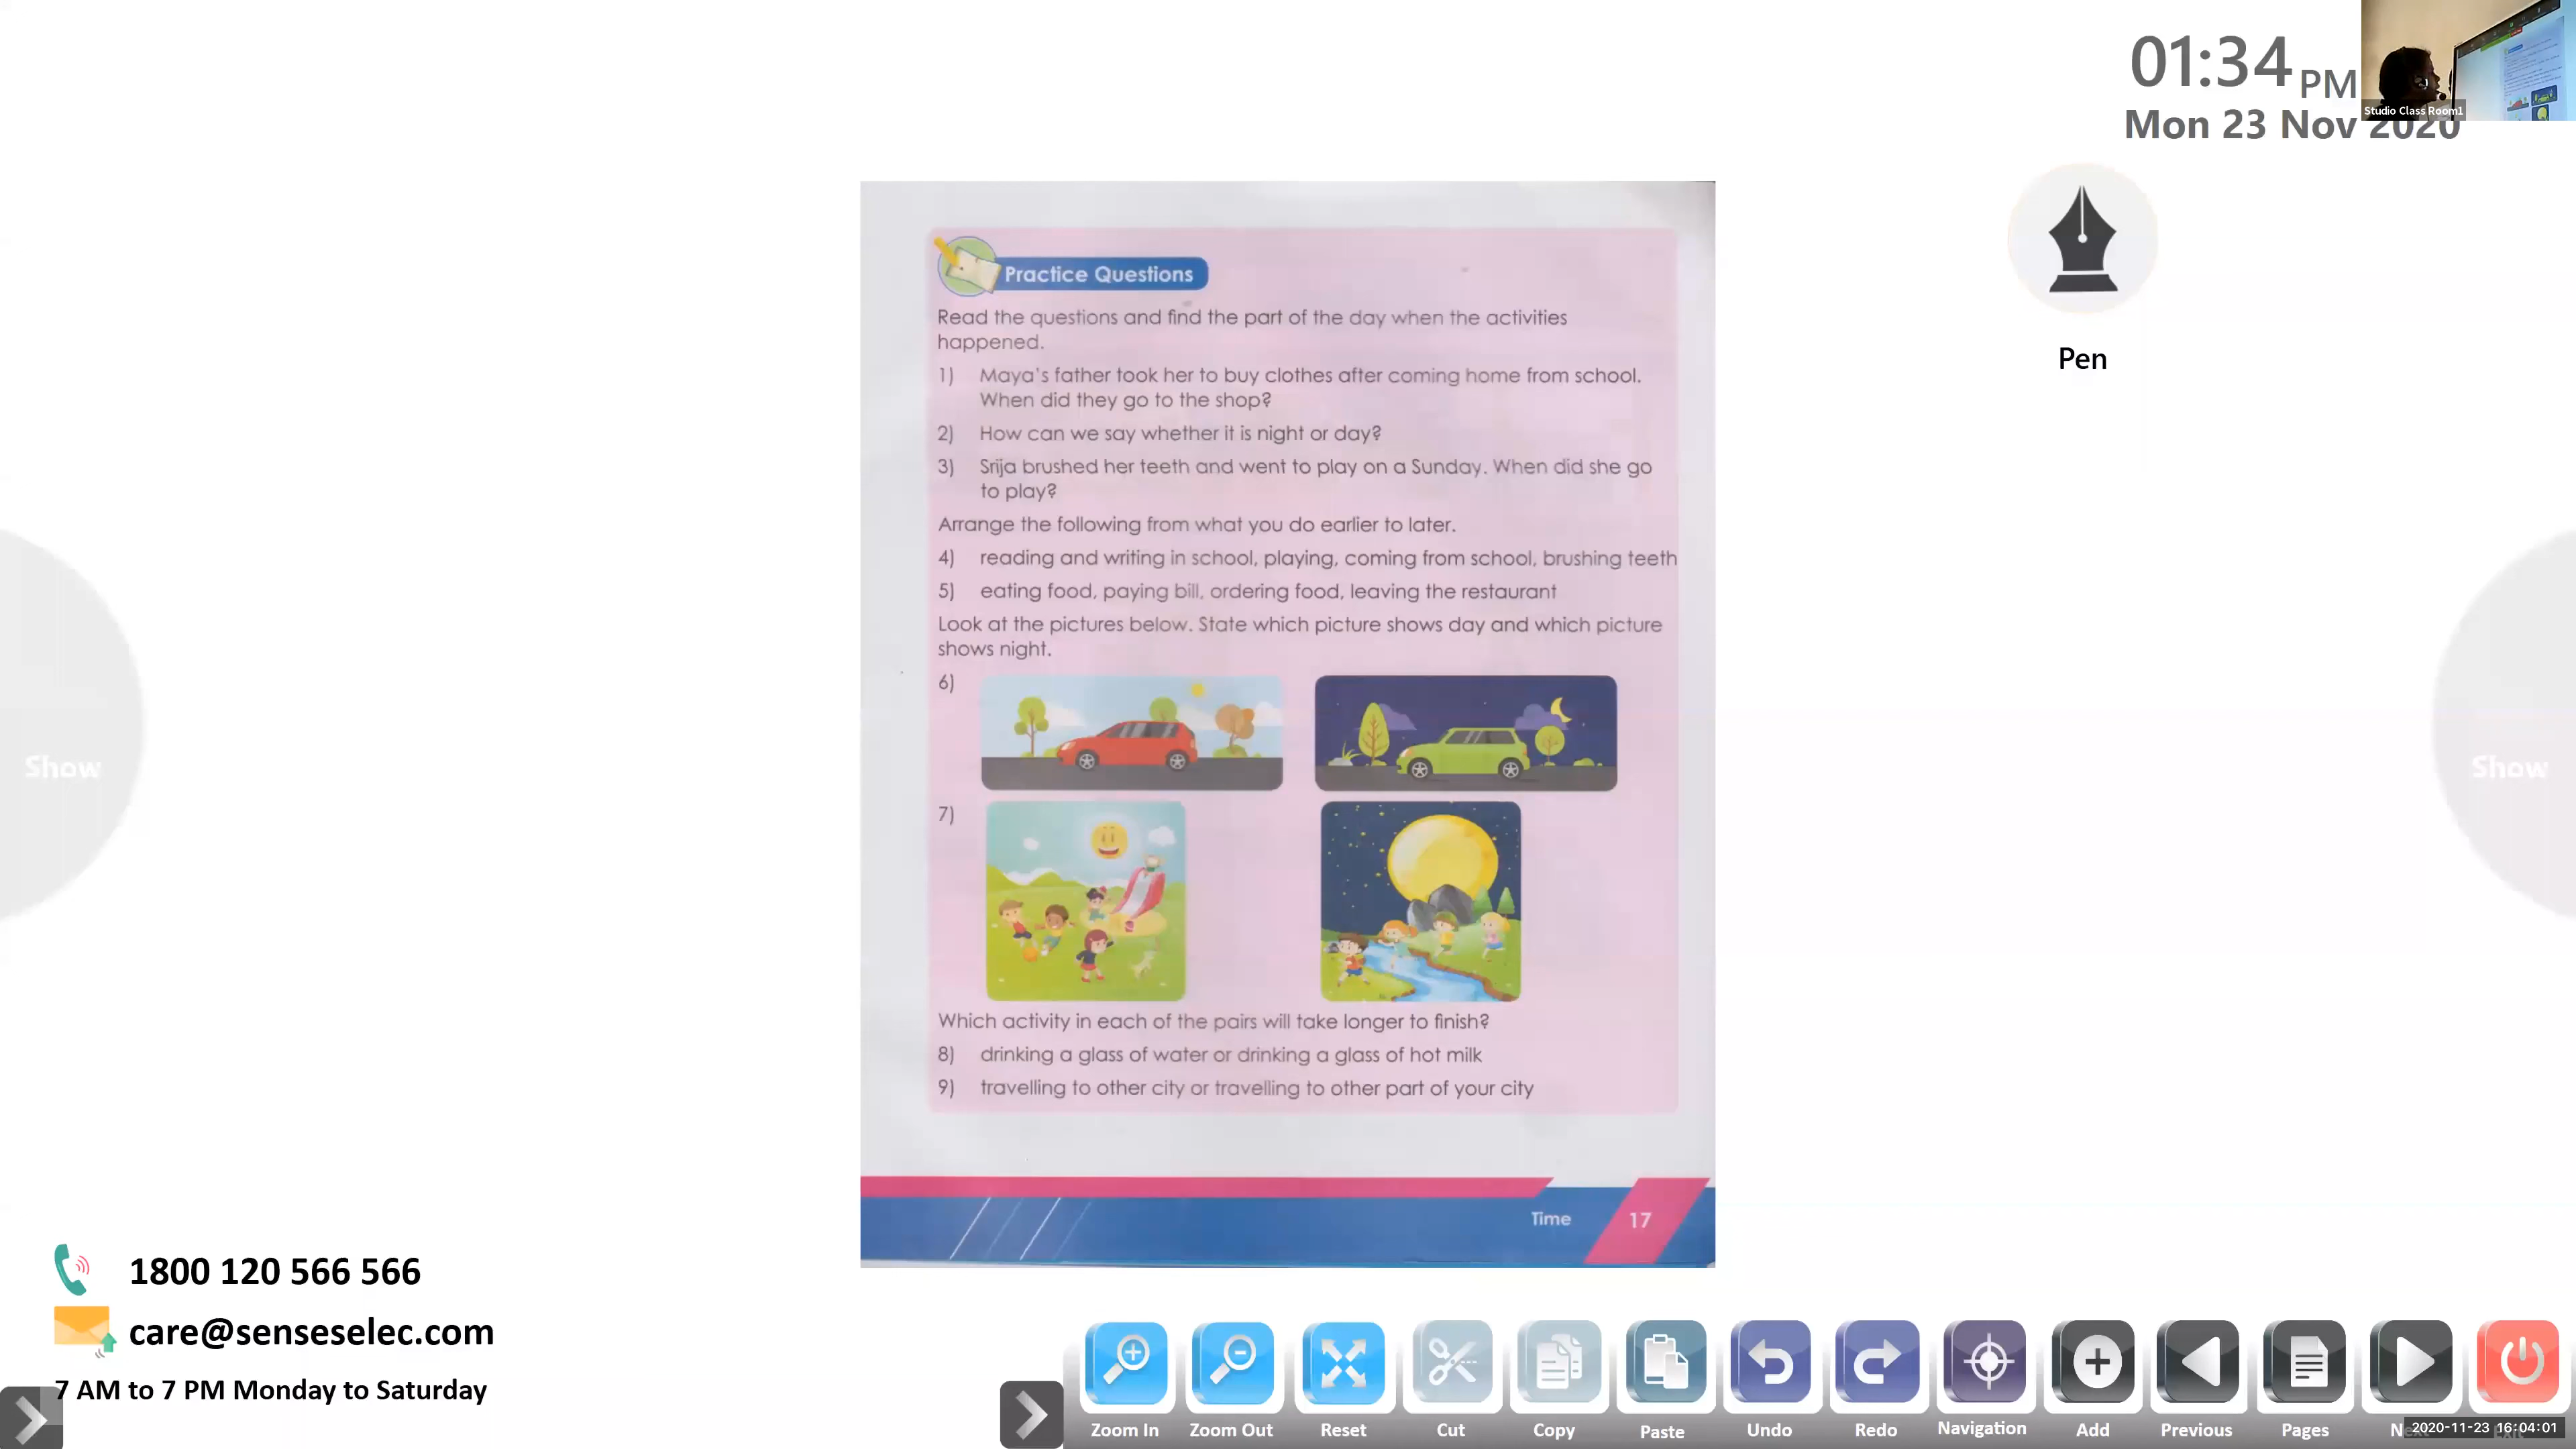 01:34 PM
Mon 23 Nov 2020
Studio Class Room1
Pen
Practice Questions
Read the questions and find the part of the day when the activities
happened.
1) Maya's father took her to buy clothes after coming home from school.
When did they go to the shop?
2) How can we say whether it is night or day?
3) Srija brushed her teeth and went to play on a Sunday. When did she go
to play?
Arrange the following from what you do earlier to later.
4) reading and writing in school, playing, coming from school, brushing teeth
5) eating food, paying bill, ordering food, leaving the restaurant
Look at the pictures below. State which picture shows day and which picture
shows night.
6)
7)
Which activity in each of the pairs will take longer to finish?
8) drinking a glass of water or drinking a glass of hot milk
9) travelling to other city or travelling to other part of your city
Time 17
Show
Show
1800 120 566 566
care@senseselec.com
7 AM to 7 PM Monday to Saturday
Zoom In Zoom Out Reset Cut Copy Paste Undo Redo Navigation Add Previous Pages
2020-11-23 16:04:01